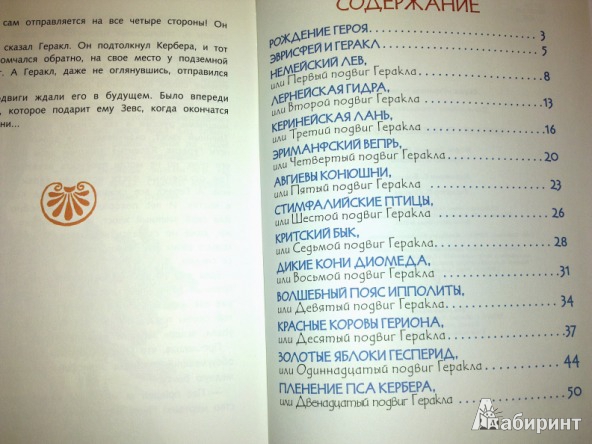 сам отправляется на все четыре стороны! Он
сказал Геракл. Он подтолкнул Кербера, и тот
омчался обратно, на свое место у подземной
т. А Геракл, даже не оглянувшись, отправился
одвиги ждали его в будущем. Было впереди
, которое подарит ему Зевс, когда окончатся
ни...
СОДЕРЖАНИЕ
РОЖДЕНИЕ ГЕРОЯ 3
ЭВРИСФЕЙ И ГЕРАКЛ 5
НЕМЕЙСКИЙ ЛЕВ,
или Первый подвиг Геракла 8
ЛЕРНЕЙСКАЯ ГИДРА,
или Второй подвиг Геракла 13
КЕРИНЕЙСКАЯ ЛАНЬ,
или Третий подвиг Геракла 16
ЭРИМАНФСКИЙ ВЕПРЬ,
или Четвертый подвиг Геракла 20
АВГИЕВЫ КОНЮШНИ,
или Пятый подвиг Геракла 23
СТИМФАЛИЙСКИЕ ПТИЦЫ,
или Шестой подвиг Геракла 26
КРИТСКИЙ БЫК,
или Седьмой подвиг Геракла 28
ДИКИЕ КОНИ ДИОМЕДА,
или Восьмой подвиг Геракла 31
ВОЛШЕБНЫЙ ПОЯС ИППОЛИТЫ,
или Девятый подвиг Геракла 34
КРАСНЫЕ КОРОВЫ ГЕРИОНА,
или Десятый подвиг Геракла 37
ЗОЛОТЫЕ ЯБЛОКИ ГЕСПЕРИД,
или Одиннадцатый подвиг Геракла 44
ПЛЕНЕНИЕ ПСА КЕРБЕРА,
или Двенадцатый подвиг Геракла 50
Лабиринт